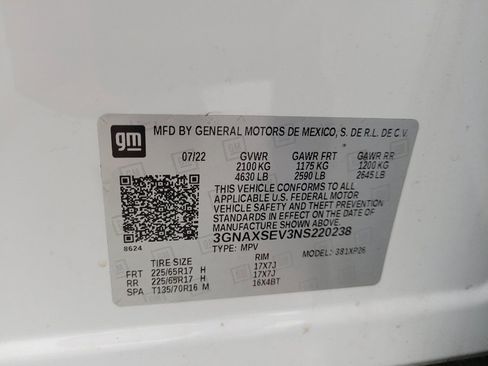 gm
MFD BY GENERAL MOTORS DE MEXICO, S. DE R.L. DE C.V.
07/22 GVWR GAWR FRT GAWR RR
2100 KG 1175 KG 1200 KG
4630 LB 2590 LB 2645 LB
THIS VEHICLE CONFORMS TO ALL
APPLICABLE U.S. FEDERAL MOTOR VEHICLE SAFETY
STANDARDS IN EFFECT ON THE DATE OF
MANUFACTURE SHOWN ABOVE.
3GNAXSEV3NS220238
8624 TYPE: MPV MODEL: 381XP26
TIRE SIZE RIM
FRT 225/65R17 H 17X7J
RR 225/65R17 H 17X7J
SPA T135/70R16 M 16X4BT